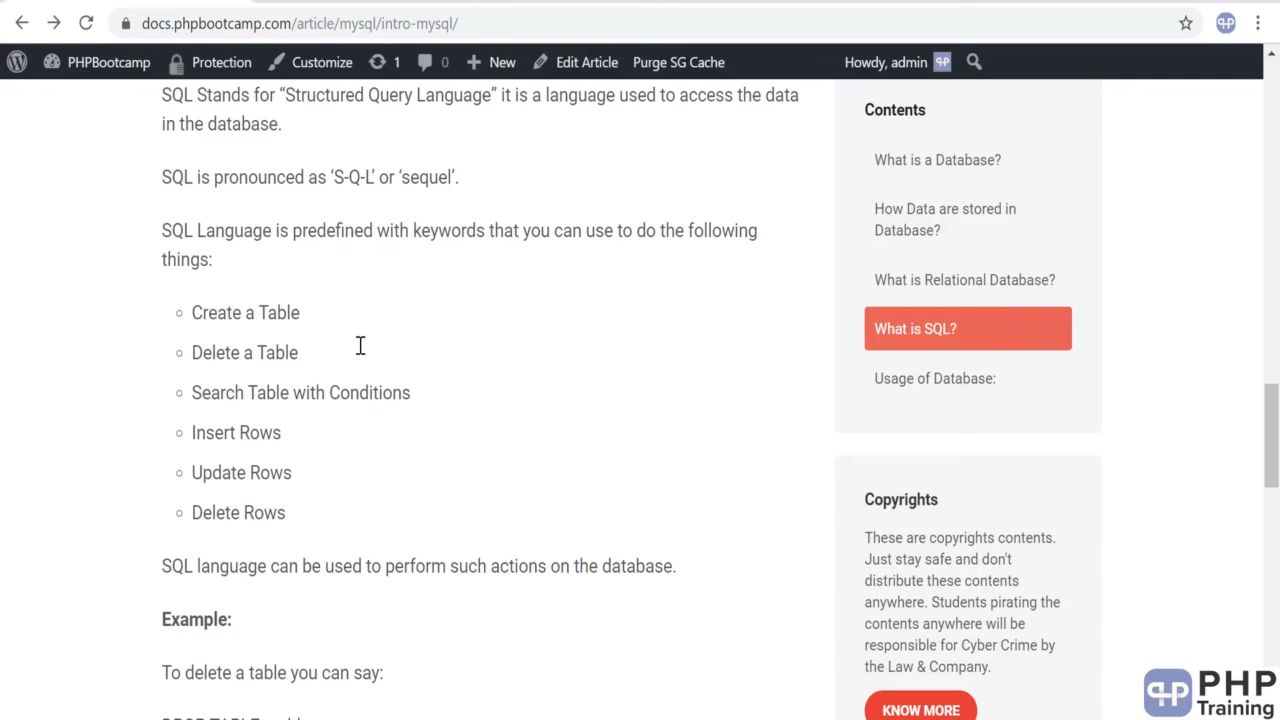 docs.phpbootcamp.com/article/mysql/intro-mysql/
PHPBootcamp Protection Customize 1 0 New Edit Article Purge SG Cache Howdy, admin
SQL Stands for “Structured Query Language” it is a language used to access the data
in the database.
SQL is pronounced as ‘S-Q-L’ or ‘sequel’.
SQL Language is predefined with keywords that you can use to do the following
things:
Create a Table
Delete a Table
Search Table with Conditions
Insert Rows
Update Rows
Delete Rows
SQL language can be used to perform such actions on the database.
Example:
To delete a table you can say:
Contents
What is a Database?
How Data are stored in
Database?
What is Relational Database?
What is SQL?
Usage of Database:
Copyrights
These are copyrights contents.
Just stay safe and don't
distribute these contents
anywhere. Students pirating the
contents anywhere will be
responsible for Cyber Crime by
the Law & Company.
KNOW MORE
PHP
Training